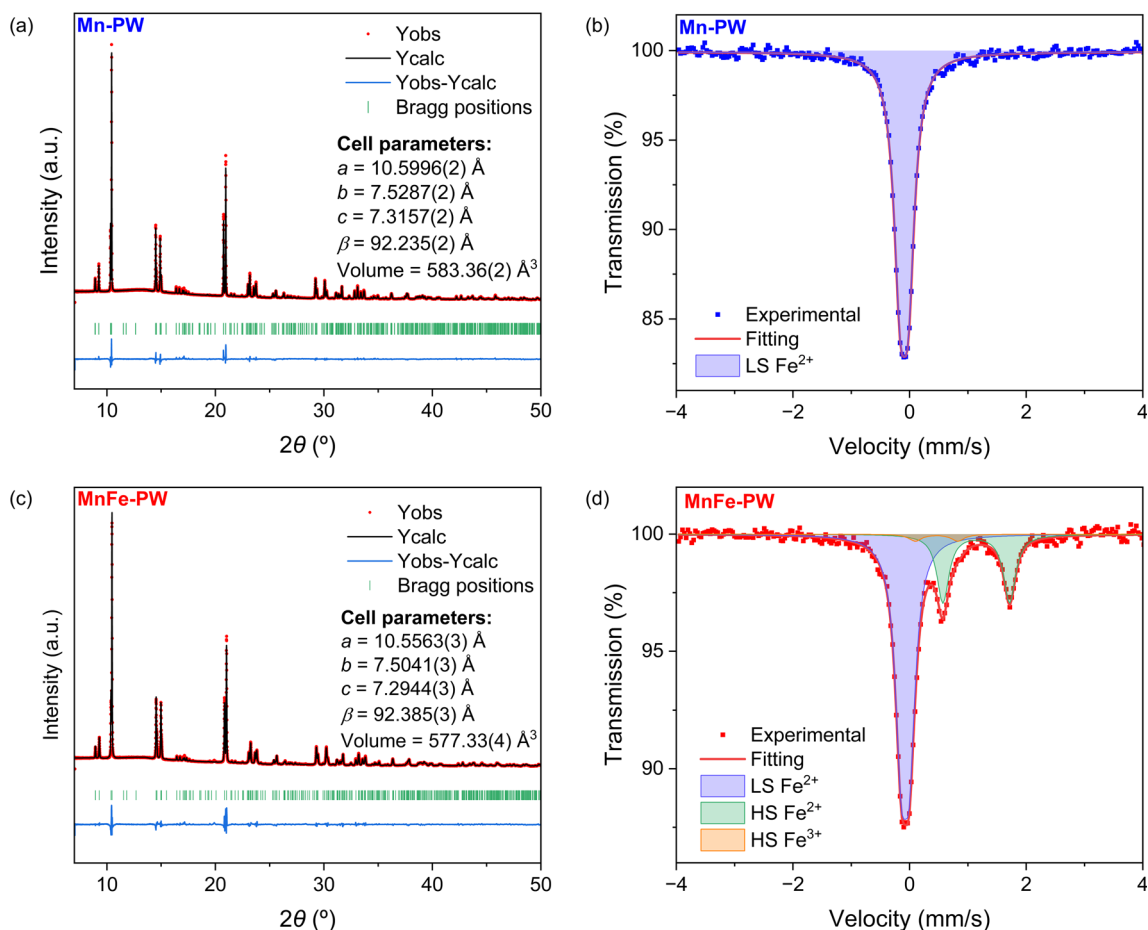 (a)
Mn-PW
Yobs
Ycalc
Yobs-Ycalc
Bragg positions
Cell parameters:
a = 10.5996(2) Å
b = 7.5287(2) Å
c = 7.3157(2) Å
β = 92.235(2) Å
Volume = 583.36(2) Å³
Intensity (a.u.)
10 20 30 40 50
2θ (º)
(b)
Mn-PW
100
95
90
85
Transmission (%)
Experimental
Fitting
LS Fe²⁺
−4 −2 0 2 4
Velocity (mm/s)
(c)
MnFe-PW
Yobs
Ycalc
Yobs-Ycalc
Bragg positions
Cell parameters:
a = 10.5563(3) Å
b = 7.5041(3) Å
c = 7.2944(3) Å
β = 92.385(3) Å
Volume = 577.33(4) Å³
Intensity (a.u.)
10 20 30 40 50
2θ (º)
(d)
MnFe-PW
100
95
90
Transmission (%)
Experimental
Fitting
LS Fe²⁺
HS Fe²⁺
HS Fe³⁺
−4 −2 0 2 4
Velocity (mm/s)